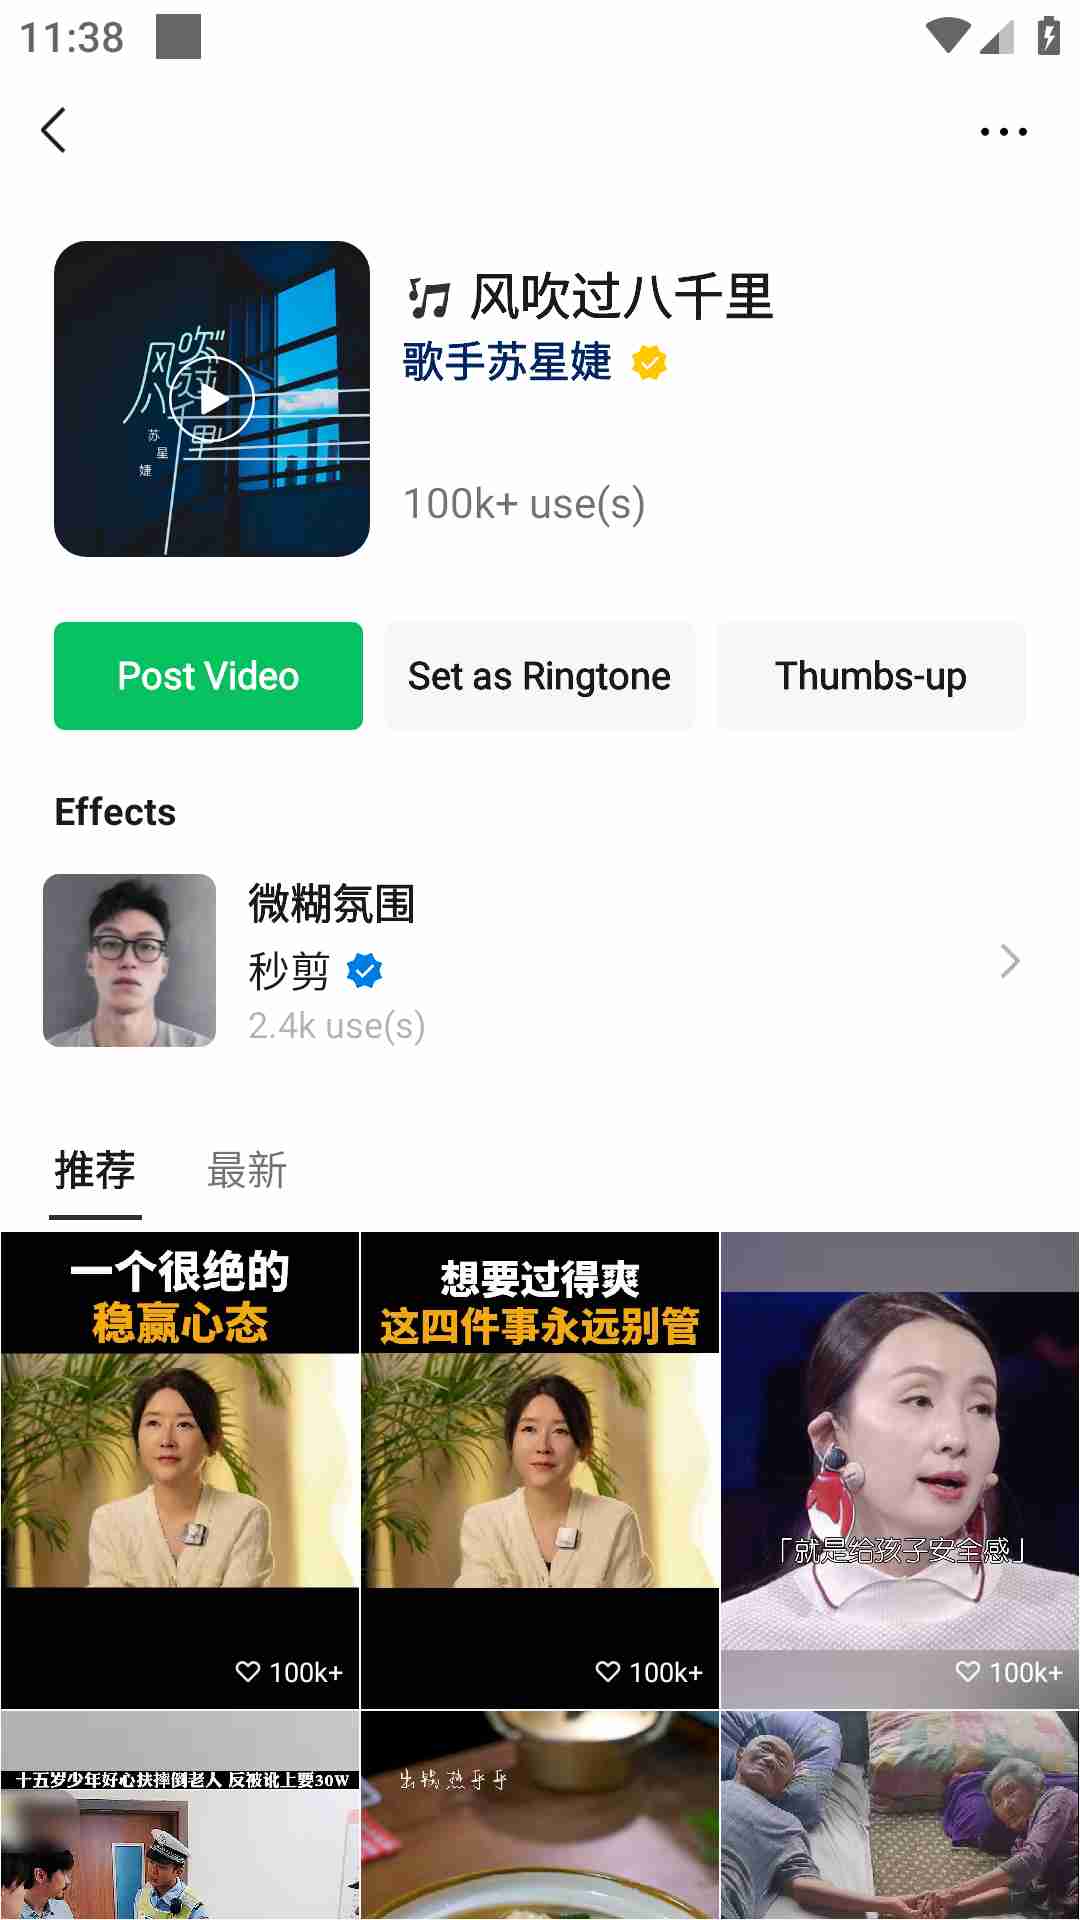 11:38
风吹过八千里
歌手苏星婕
100k+ use(s)
风吹过
八千里
苏
星
婕
Post Video
Set as Ringtone
Thumbs-up
Effects
微糊氛围
秒剪
2.4k use(s)
推荐
最新
一个很绝的
稳赢心态
100k+
想要过得爽
这四件事永远别管
100k+
「就是给孩子安全感」
100k+
十五岁少年好心扶摔倒老人 反被讹上要30W
出锅热乎乎